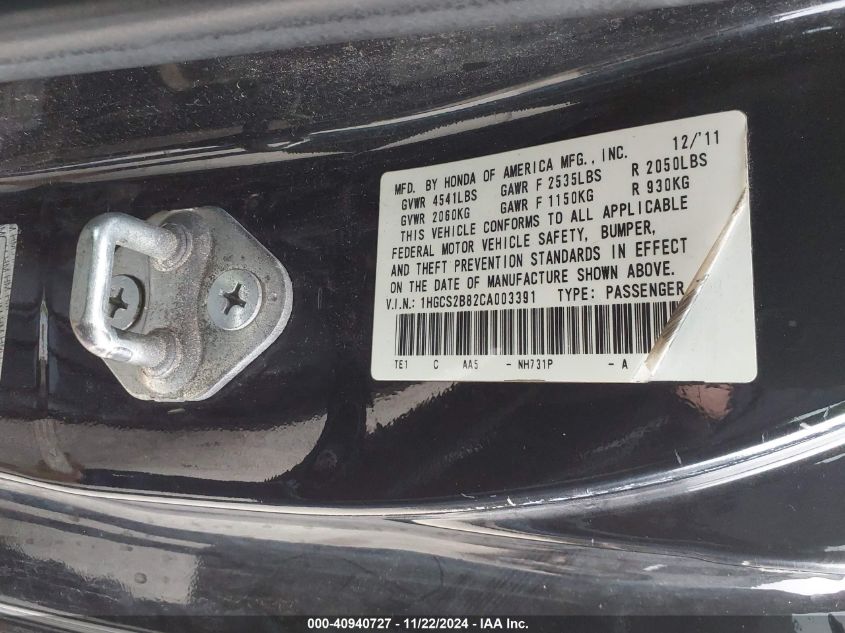 12/'11
MFD. BY HONDA OF AMERICA MFG., INC.
GVWR 4541LBS GAWR F 2535LBS R 2050LBS
GVWR 2060KG GAWR F 1150KG R 930KG
THIS VEHICLE CONFORMS TO ALL APPLICABLE
FEDERAL MOTOR VEHICLE SAFETY, BUMPER,
AND THEFT PREVENTION STANDARDS IN EFFECT
ON THE DATE OF MANUFACTURE SHOWN ABOVE.
V.I.N.: 1HGCS2B82CA003391 TYPE: PASSENGER
TE1 C AA5 - NH731P - A
000-40940727 - 11/22/2024 - IAA Inc.